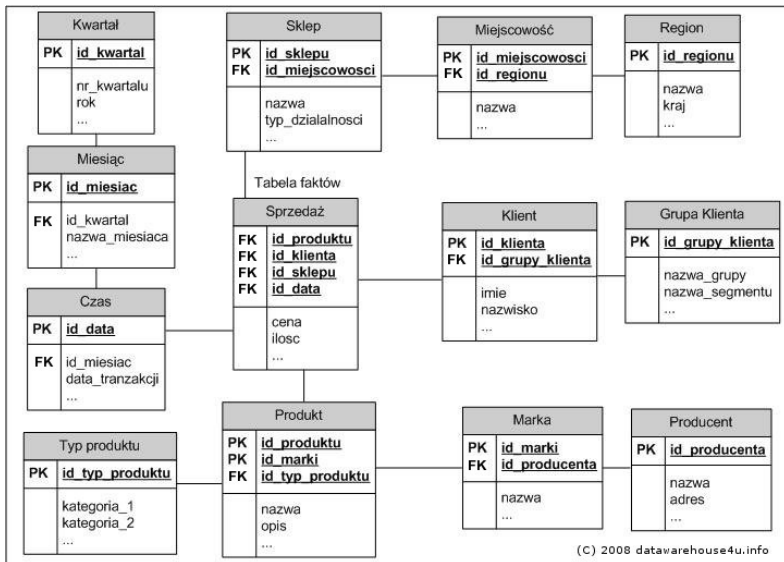 Kwartał
PK id_kwartal
nr_kwartalu
rok
...
Sklep
PK id_sklepu
FK id_miejscowosci
nazwa
typ_dzialalnosci
...
Miejscowość
PK id_miejscowosci
FK id_regionu
nazwa
...
Region
PK id_regionu
nazwa
kraj
...
Miesiąc
PK id_miesiac
FK id_kwartal
nazwa_miesiaca
...
Tabela faktów
Sprzedaż
FK id_produktu
FK id_klienta
FK id_sklepu
FK id_data
cena
ilosc
...
Klient
PK id_klienta
FK id_grupy_klienta
imie
nazwisko
...
Grupa Klienta
PK id_grupy_klienta
nazwa_grupy
nazwa_segmentu
...
Czas
PK id_data
FK id_miesiac
data_tranzakcji
...
Typ produktu
PK id_typ_produktu
kategoria_1
kategoria_2
...
Produkt
PK id_produktu
PK id_marki
FK id_typ_produktu
nazwa
opis
...
Marka
PK id_marki
FK id_producenta
nazwa
...
Producent
PK id_producenta
nazwa
adres
...
(C) 2008 datawarehouse4u.info